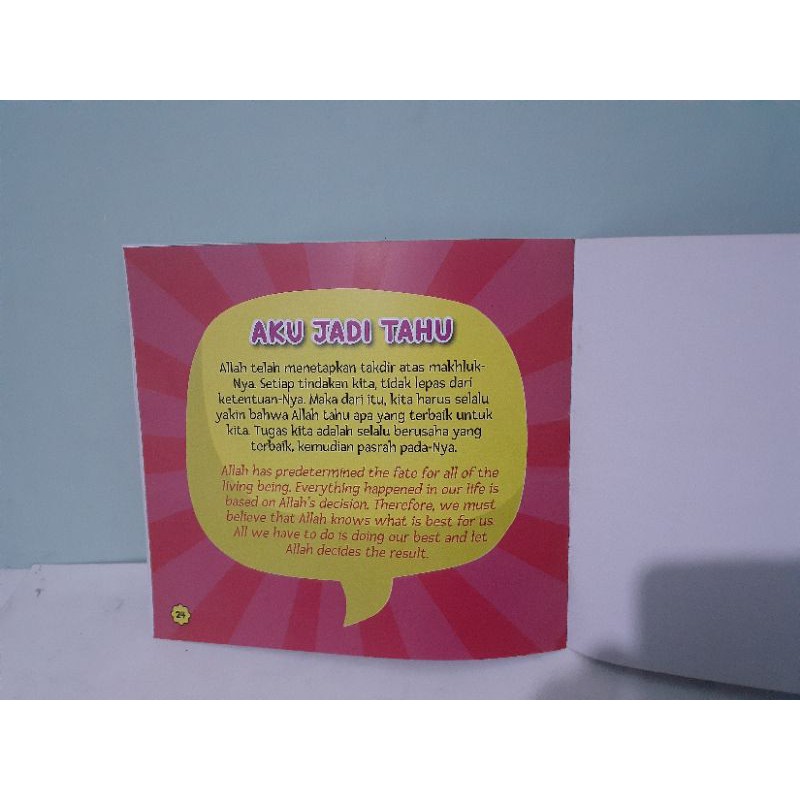 AKU JADI TAHU
Allah telah menetapkan takdir atas makhluk-
Nya. Setiap tindakan kita, tidak lepas dari
ketentuan-Nya. Maka dari itu, kita harus selalu
yakin bahwa Allah tahu apa yang terbaik untuk
kita. Tugas kita adalah selalu berusaha yang
terbaik, kemudian pasrah pada-Nya.
Allah has predetermined the fate for all of the
living being. Everything happened in our life is
based on Allah's decision. Therefore, we must
believe that Allah knows what is best for us.
All we have to do is doing our best and let
Allah decides the result.
24